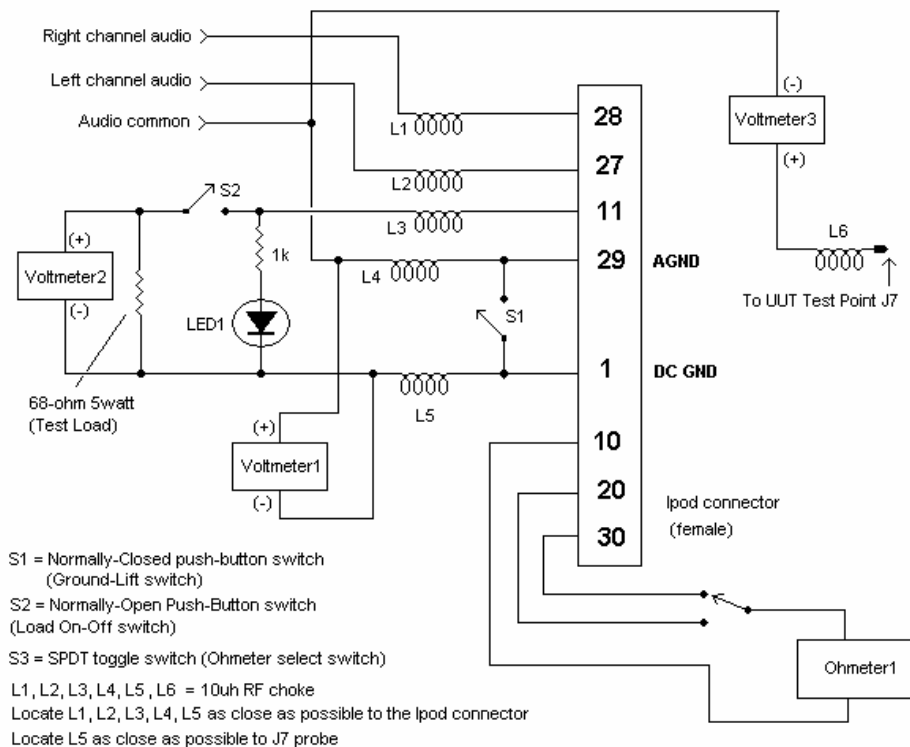 Right channel audio
Left channel audio
Audio common
L1
28
(-)
Voltmeter3
(+)
L2
27
S2
L3
11
L6
(+)
Voltmeter2
(-)
1k
L4
29
AGND
To UUT Test Point J7
LED1
S1
1
DC GND
68-ohm 5watt
(Test Load)
L5
(+)
Voltmeter1
(-)
10
20
30
Ipod connector
(female)
S1 = Normally-Closed push-button switch
(Ground-Lift switch)
S2 = Normally-Open Push-Button switch
(Load On-Off switch)
S3 = SPDT toggle switch (Ohmeter select switch)
Ohmeter1
L1, L2, L3, L4, L5, L6 = 10uh RF choke
Locate L1, L2, L3, L4, L5 as close as possible to the Ipod connector
Locate L5 as close as possible to J7 probe